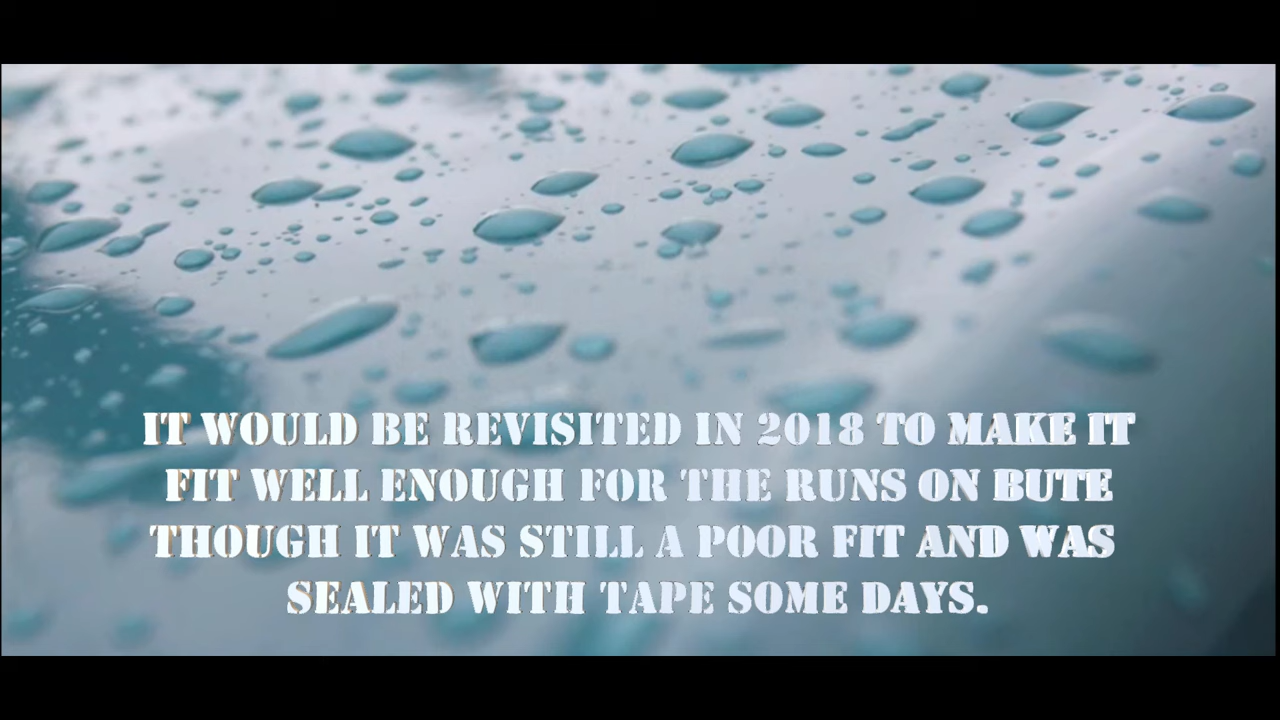 IT WOULD BE REVISITED IN 2018 TO MAKE IT
FIT WELL ENOUGH FOR THE RUNS ON BUTE
THOUGH IT WAS STILL A POOR FIT AND WAS
SEALED WITH TAPE SOME DAYS.